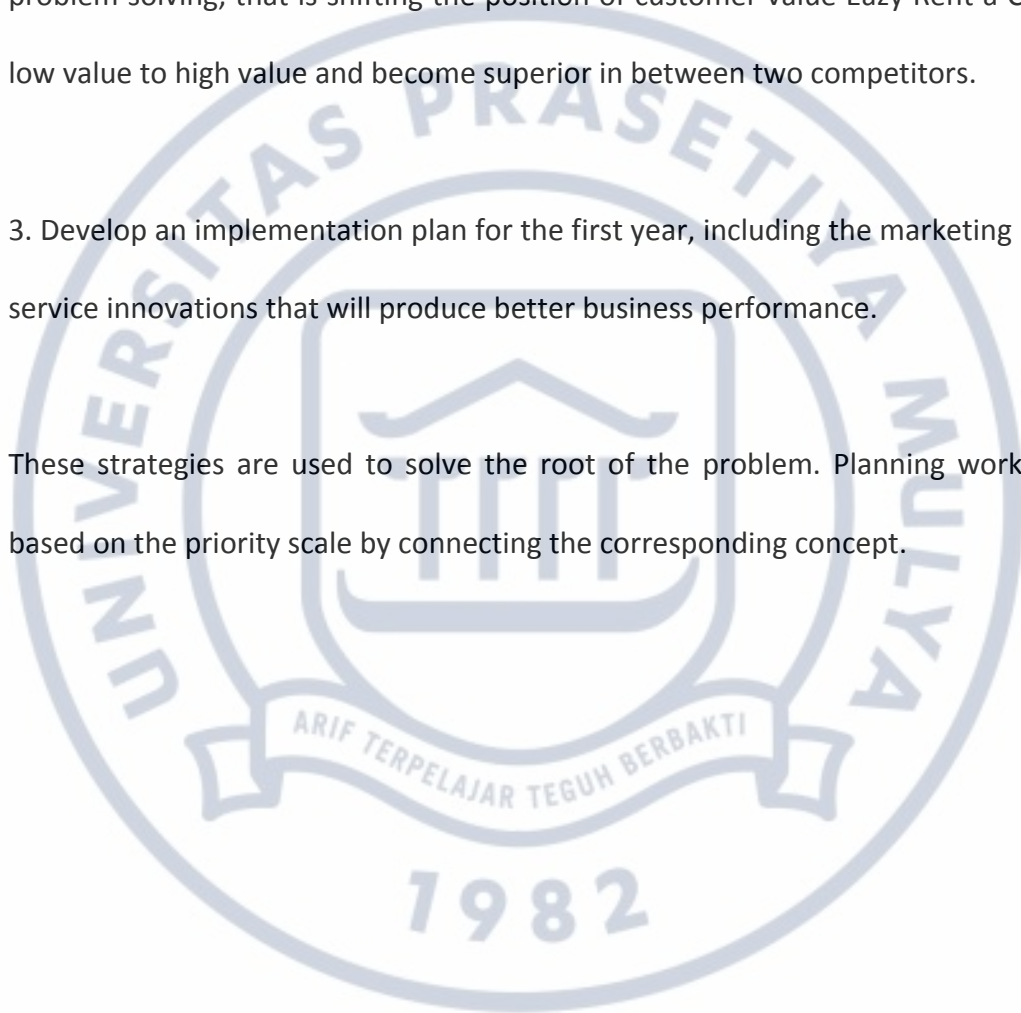 problem solving, that is shifting the position of customer value Eazy Rent a C
low value to high value and become superior in between two competitors.
3. Develop an implementation plan for the first year, including the marketing
service innovations that will produce better business performance.
These strategies are used to solve the root of the problem. Planning work
based on the priority scale by connecting the corresponding concept.
UNIVERSITAS PRASETIYA MULYA
ARIF TERPELAJAR TEGUH BERBAKTI
1982